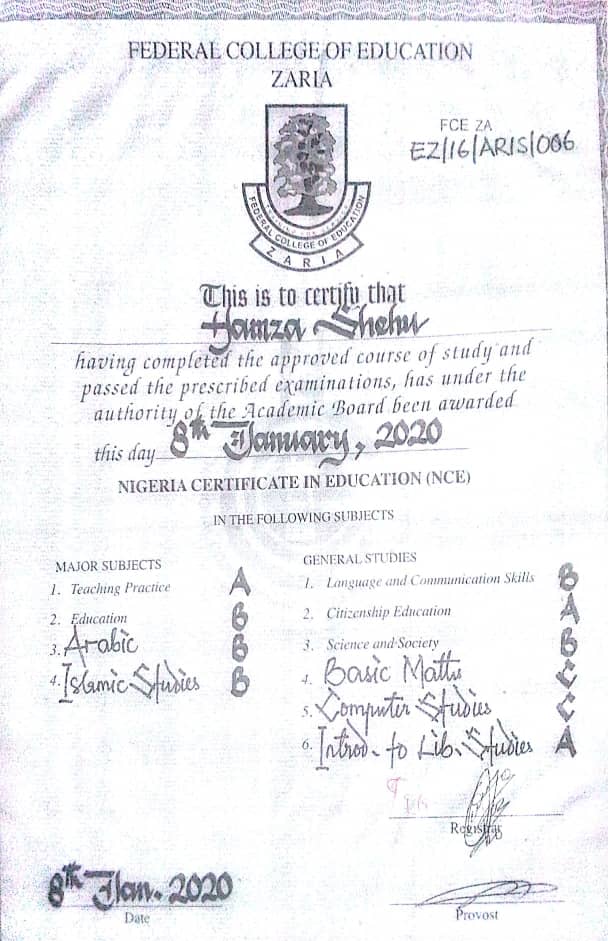 FEDERAL COLLEGE OF EDUCATION
ZARIA
FCE ZA
EZ/16/ARIS/006
FEDERAL COLLEGE OF EDUCATION
ZARIA
This is to certify that
Hamza Shehu
having completed the approved course of study and
passed the prescribed examinations, has under the
authority of the Academic Board been awarded
this day 8th January, 2020
NIGERIA CERTIFICATE IN EDUCATION (NCE)
IN THE FOLLOWING SUBJECTS
MAJOR SUBJECTS
1. Teaching Practice A
2. Education B
3. Arabic B
4. Islamic Studies B
GENERAL STUDIES
1. Language and Communication Skills B
2. Citizenship Education A
3. Science and Society B
4. Basic Maths C
5. Computer Studies C
6. Introd. to Lib. Studies A
Registrar
8th Jan. 2020
Date
Provost